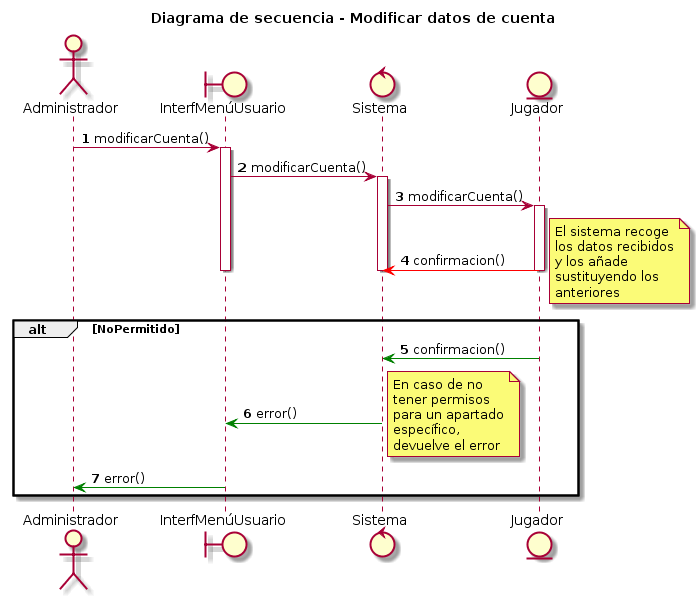 Diagrama de secuencia - Modificar datos de cuenta
Administrador
InterfMenúUsuario
Sistema
Jugador
1 modificarCuenta()
2 modificarCuenta()
3 modificarCuenta()
El sistema recoge
los datos recibidos
y los añade
sustituyendo los
anteriores
4 confirmacion()
alt [NoPermitido]
5 confirmacion()
En caso de no
tener permisos
para un apartado
específico,
devuelve el error
6 error()
7 error()
Administrador
InterfMenúUsuario
Sistema
Jugador